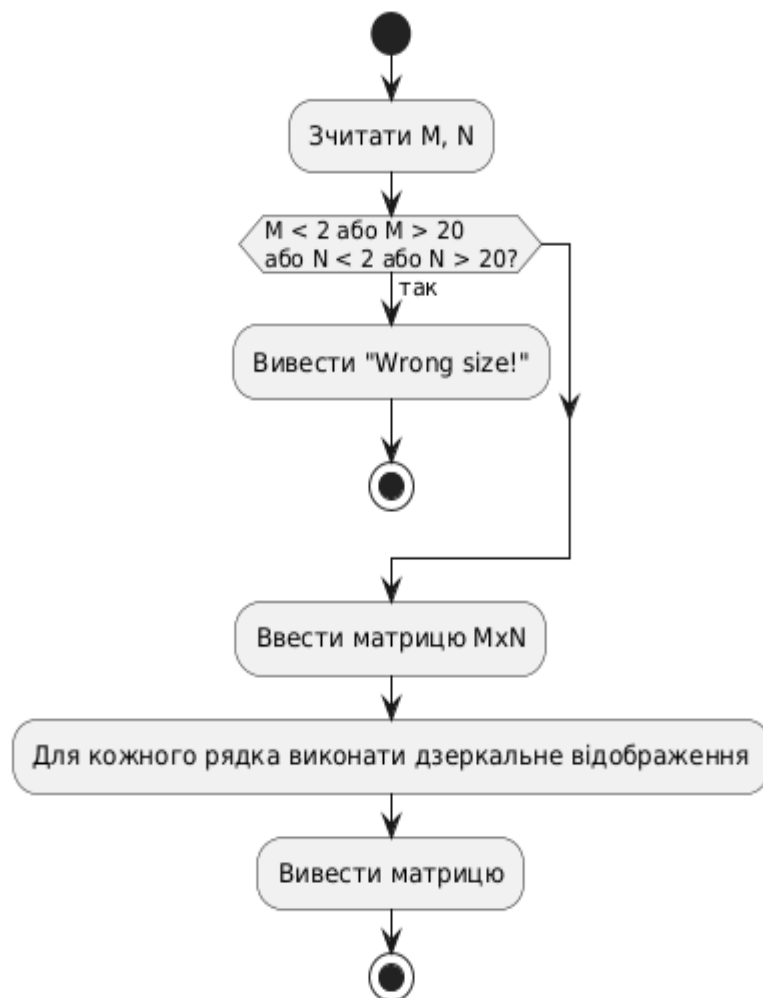 Зчитати M, N
M < 2 або M > 20
або N < 2 або N > 20?
так
Вивести "Wrong size!"
Ввести матрицю MxN
Для кожного рядка виконати дзеркальне відображення
Вивести матрицю